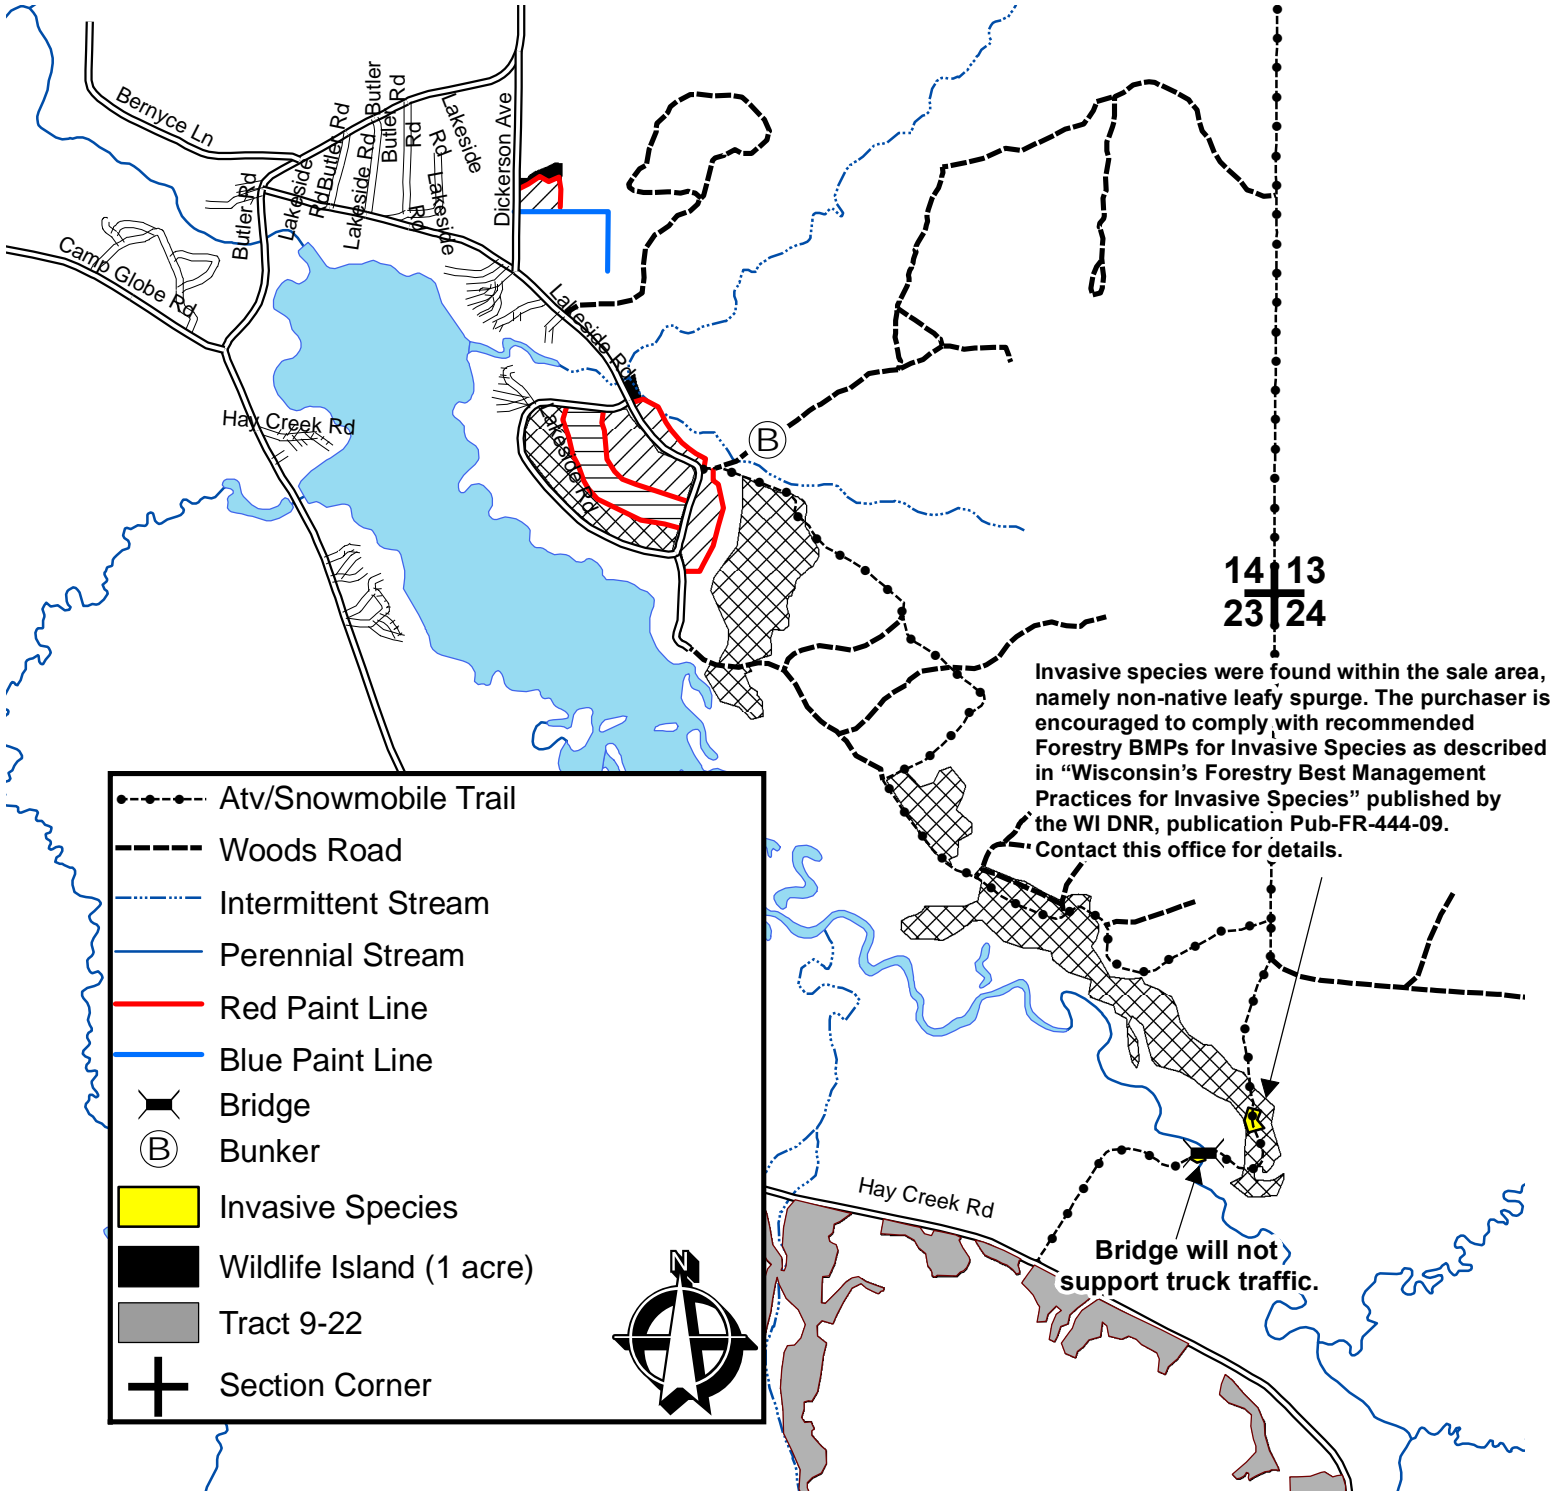 Bernyce Ln
Butler Rd
Lakeside
Rd
Butler Rd
Lakeside Rd
Butler
Butler Rd
Rd
Lakeside
Rd
Lakeside
Rd
Dickerson Ave
Butler Rd
Camp Globe Rd
Lakeside Rd
Hay Creek Rd
Lakeside Rd
B
14 13
23 24
Invasive species were found within the sale area,
namely non-native leafy spurge. The purchaser is
encouraged to comply with recommended
Forestry BMPs for Invasive Species as described
in “Wisconsin’s Forestry Best Management
Practices for Invasive Species” published by
the WI DNR, publication Pub-FR-444-09.
Contact this office for details.
Atv/Snowmobile Trail
Woods Road
Intermittent Stream
Perennial Stream
Red Paint Line
Blue Paint Line
Bridge
B Bunker
Invasive Species
Wildlife Island (1 acre)
Tract 9-22
Section Corner
N
Hay Creek Rd
Bridge will not
support truck traffic.